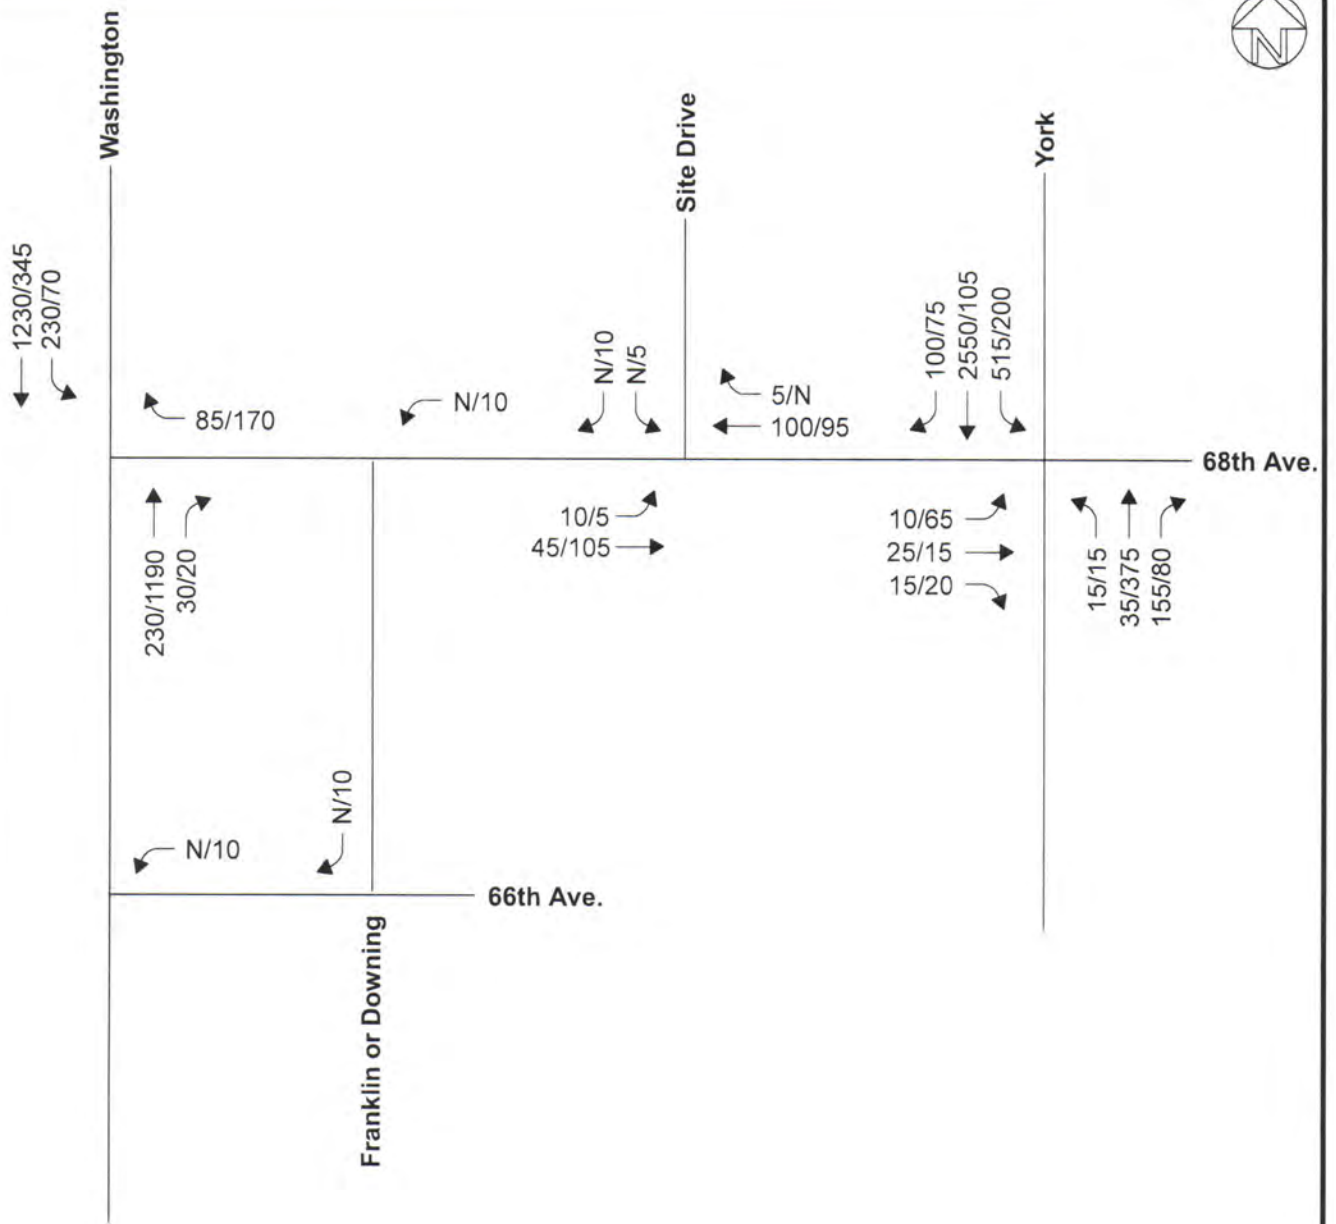 N
Washington
Site Drive
York
1230/345
230/70
85/170
N/10
N/10
N/5
5/N
100/95
100/75
2550/105
515/200
68th Ave.
230/1190
30/20
10/5
45/105
10/65
25/15
15/20
15/15
35/375
155/80
N/10
N/10
66th Ave.
Franklin or Downing